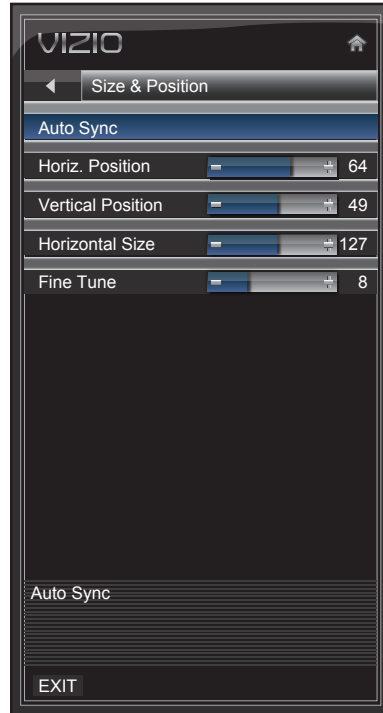 VIZIO
Size & Position
Auto Sync
Horiz. Position 64
Vertical Position 49
Horizontal Size 127
Fine Tune 8
Auto Sync
EXIT